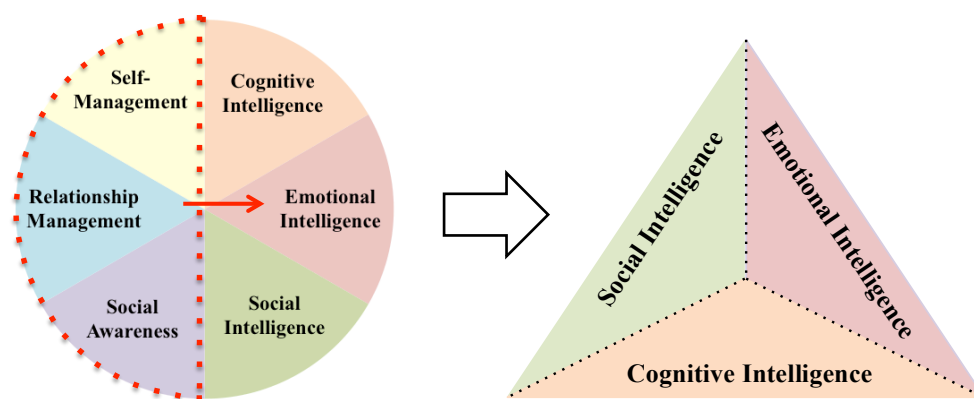 Self-
Management
Cognitive
Intelligence
Relationship
Management
Emotional
Intelligence
Social
Awareness
Social
Intelligence
Social Intelligence
Emotional Intelligence
Cognitive Intelligence